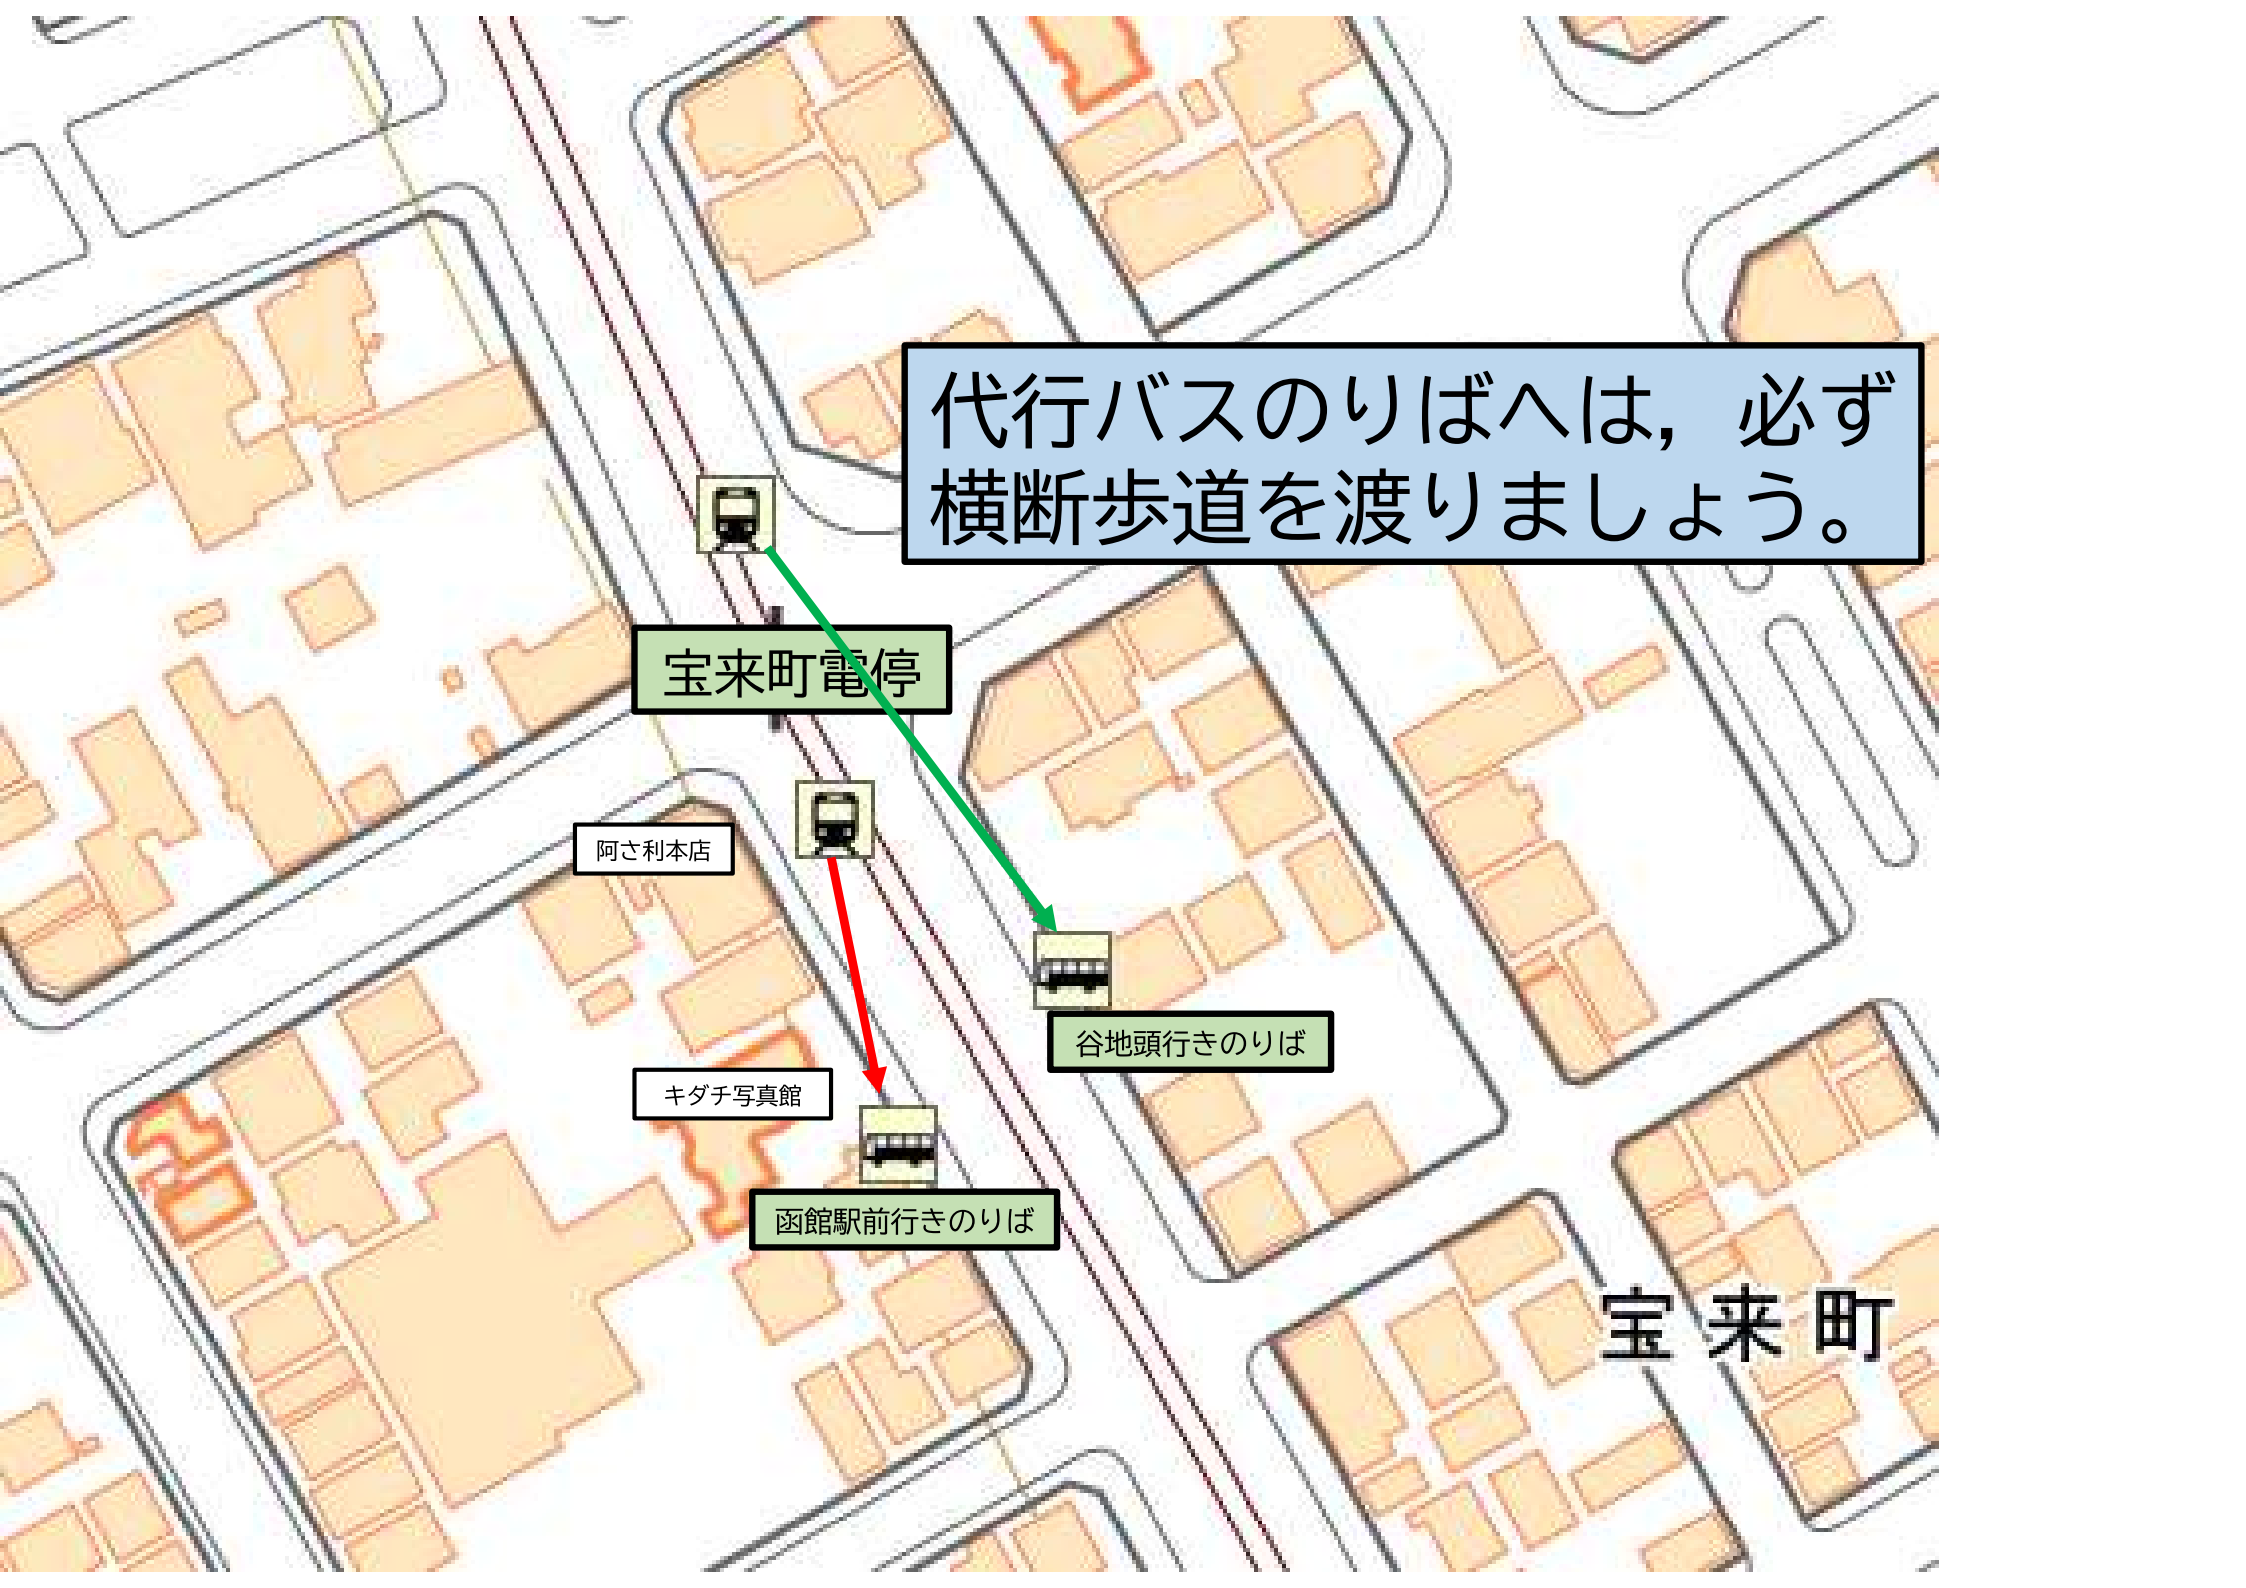 代行バスのりばへは，必ず
横断歩道を渡りましょう。
宝来町電停
阿さ利本店
谷地頭行きのりば
キダチ写真館
函館駅前行きのりば
宝来町